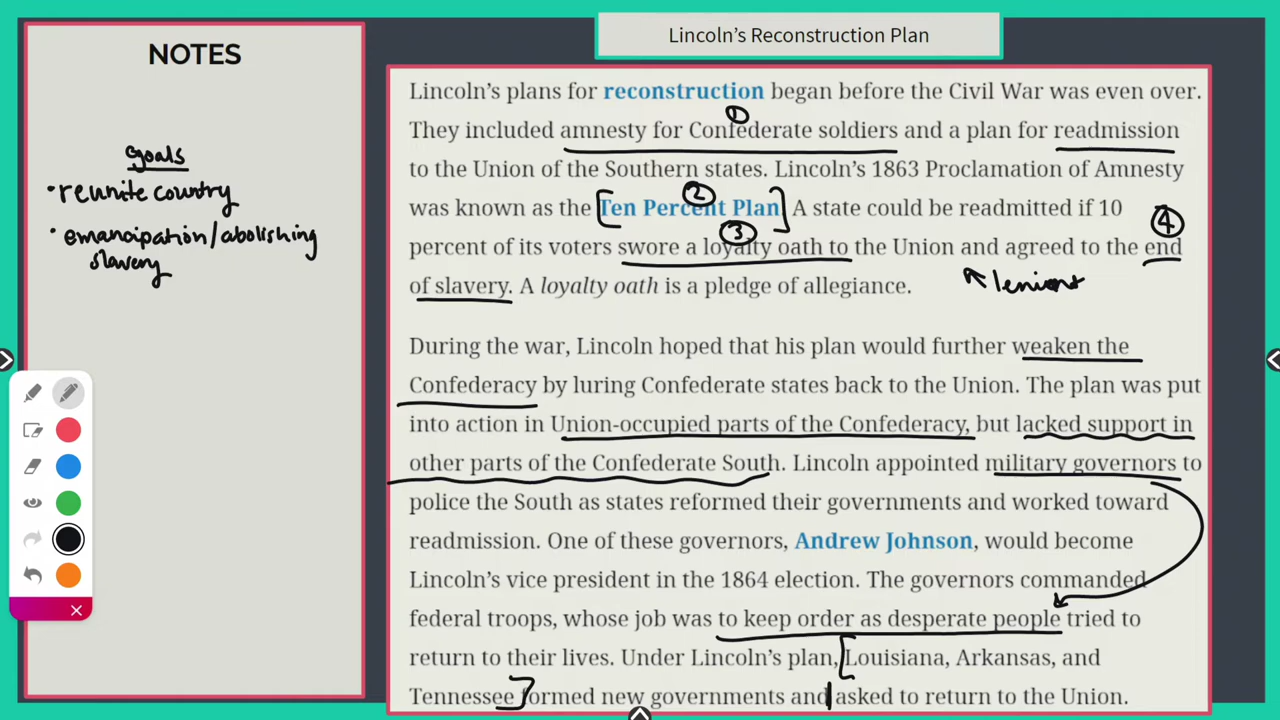 NOTES
Goals
• reunite country
• emancipation/abolishing
slavery
Lincoln's Reconstruction Plan
Lincoln's plans for reconstruction began before the Civil War was even over.
①
They included amnesty for Confederate soldiers and a plan for readmission
to the Union of the Southern states. Lincoln's 1863 Proclamation of Amnesty
②
was known as the [Ten Percent Plan.] A state could be readmitted if 10
③ ④
percent of its voters swore a loyalty oath to the Union and agreed to the end
of slavery. A loyalty oath is a pledge of allegiance.
lenient
During the war, Lincoln hoped that his plan would further weaken the
Confederacy by luring Confederate states back to the Union. The plan was put
into action in Union-occupied parts of the Confederacy, but lacked support in
other parts of the Confederate South. Lincoln appointed military governors to
police the South as states reformed their governments and worked toward
readmission. One of these governors, Andrew Johnson, would become
Lincoln's vice president in the 1864 election. The governors commanded
federal troops, whose job was to keep order as desperate people tried to
return to their lives. Under Lincoln's plan, [Louisiana, Arkansas, and
Tennessee] formed new governments and asked to return to the Union.